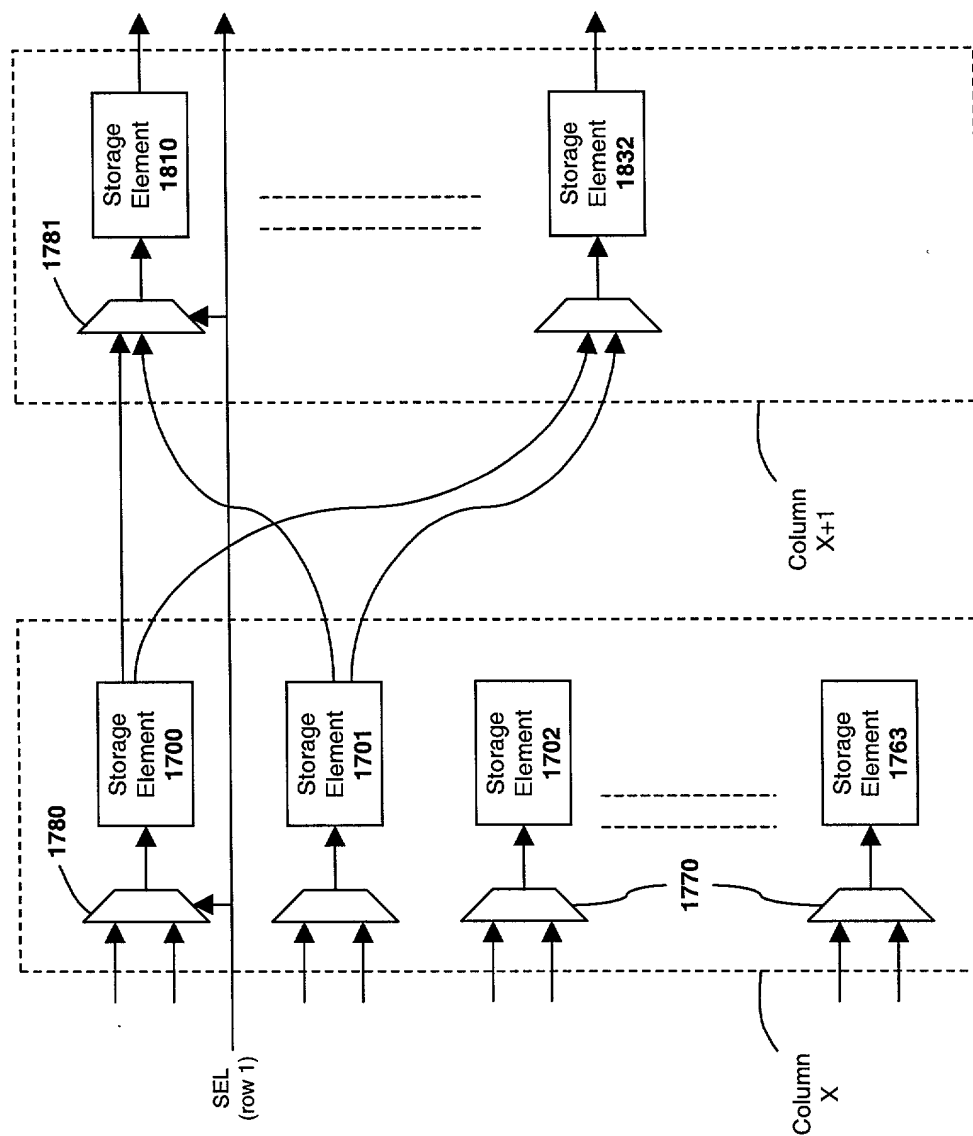 1780
Storage
Element
1700
Storage
Element
1701
Storage
Element
1702
Storage
Element
1763
1770
SEL
(row 1)
Column
X
1781
Storage
Element
1810
Storage
Element
1832
Column
X+1